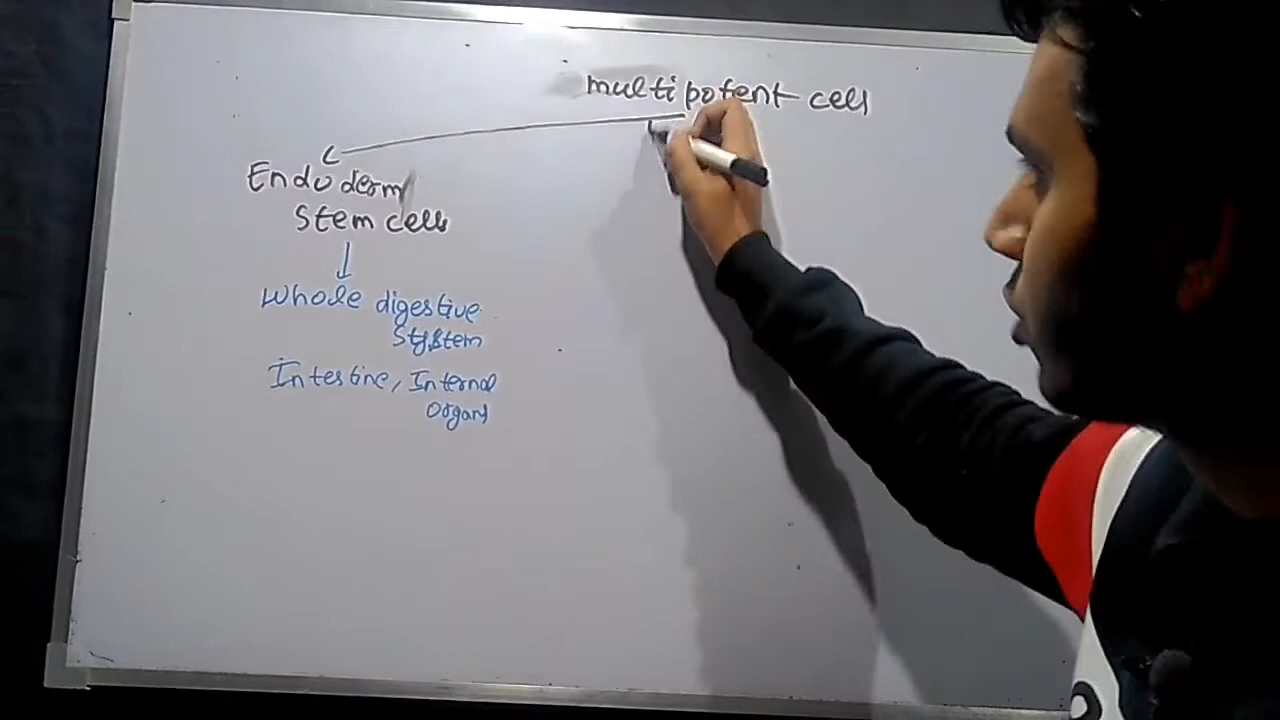 multipotent cell
Endoderm
Stem cells
Whole digestive
System
Intestine, Internal
Organs